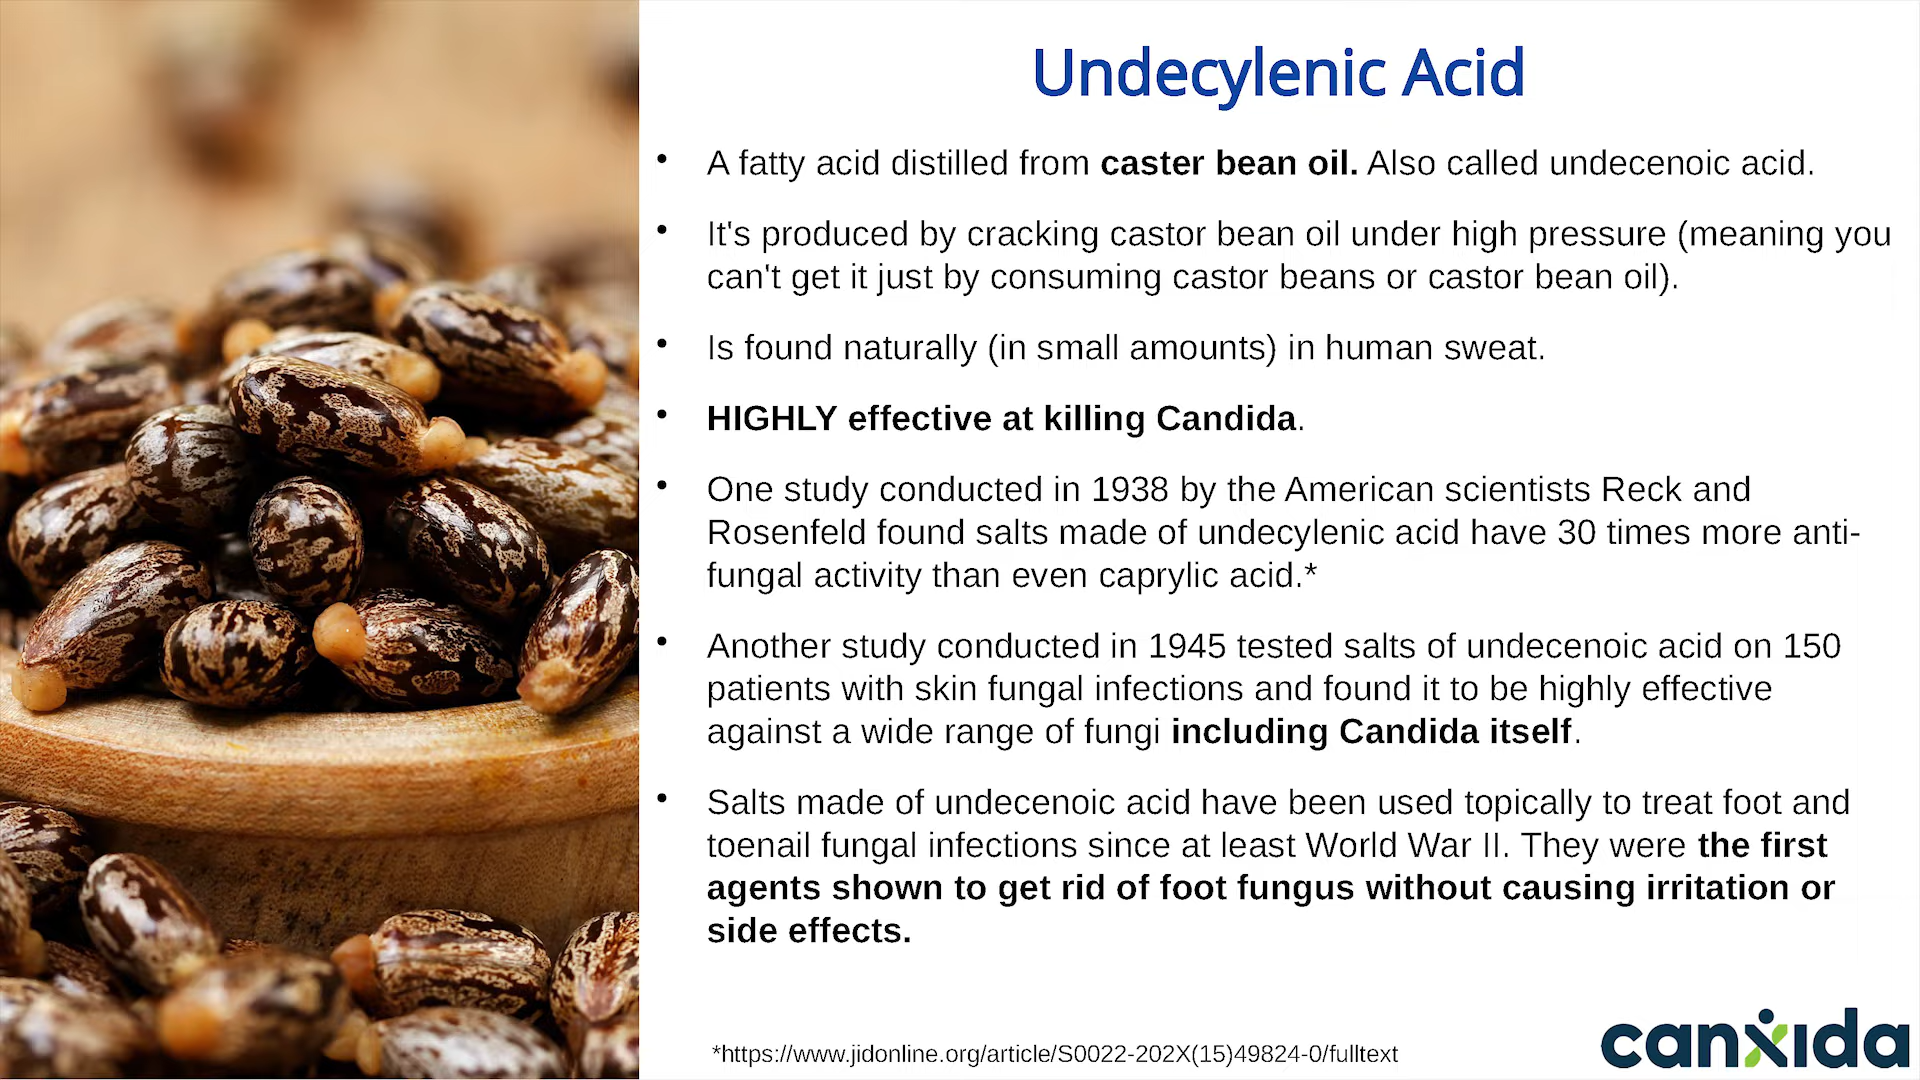 Undecylenic Acid
• A fatty acid distilled from caster bean oil. Also called undecenoic acid.
• It's produced by cracking castor bean oil under high pressure (meaning you
can't get it just by consuming castor beans or castor bean oil).
• Is found naturally (in small amounts) in human sweat.
• HIGHLY effective at killing Candida.
• One study conducted in 1938 by the American scientists Reck and
Rosenfeld found salts made of undecylenic acid have 30 times more anti-
fungal activity than even caprylic acid.*
• Another study conducted in 1945 tested salts of undecenoic acid on 150
patients with skin fungal infections and found it to be highly effective
against a wide range of fungi including Candida itself.
• Salts made of undecenoic acid have been used topically to treat foot and
toenail fungal infections since at least World War II. They were the first
agents shown to get rid of foot fungus without causing irritation or
side effects.
*https://www.jidonline.org/article/S0022-202X(15)49824-0/fulltext
canxida